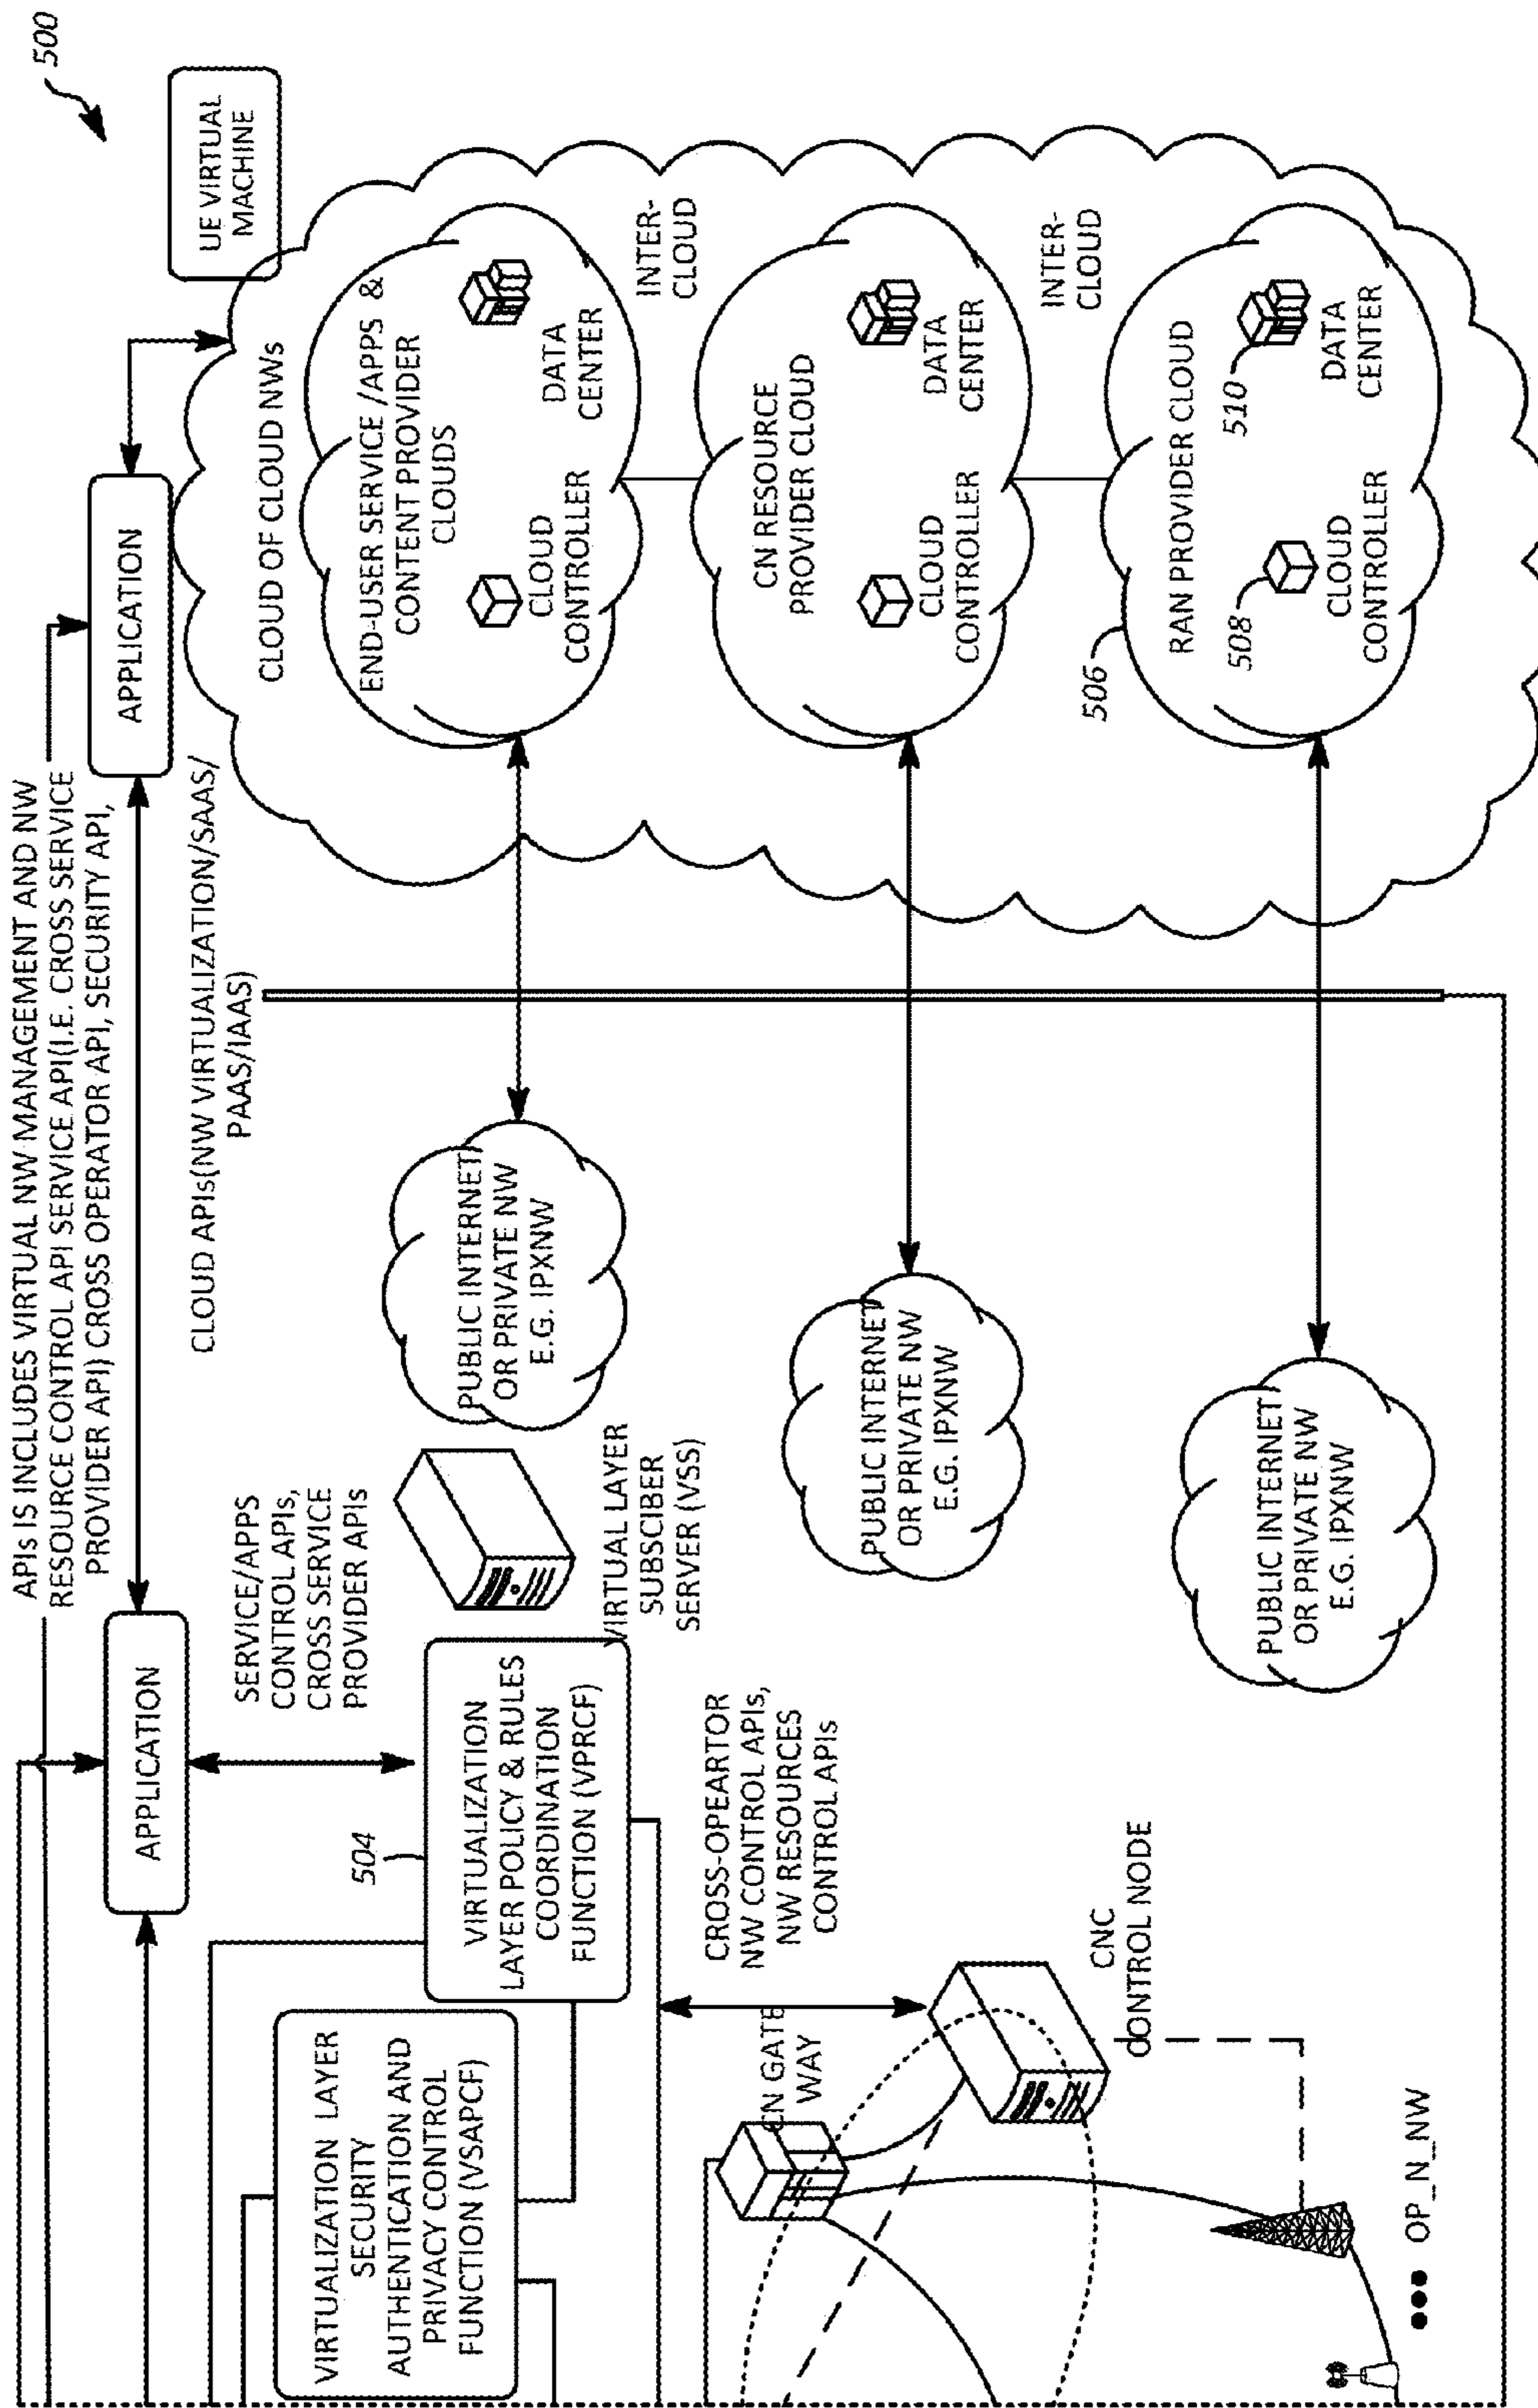 500
APIs IS INCLUDES VIRTUAL NW MANAGEMENT AND NW
RESOURCE CONTROL API SERVICE API(I.E. CROSS SERVICE
PROVIDER API) CROSS OPERATOR API, SECURITY API,
APPLICATION
APPLICATION
UE VIRTUAL
MACHINE
SERVICE/APPS
CONTROL APIs,
CROSS SERVICE
PROVIDER APIs
CLOUD APIs(NW VIRTUALIZATION/SAAS/
PAAS/IAAS)
CLOUD OF CLOUD NWs
VIRTUALIZATION LAYER
SECURITY
AUTHENTICATION AND
PRIVACY CONTROL
FUNCTION (VSAPCF)
504
VIRTUALIZATION
LAYER POLICY & RULES
COORDINATION
FUNCTION (VPRCF)
VIRTUAL LAYER
SUBSCIBER
SERVER (VSS)
PUBLIC INTERNET
OR PRIVATE NW
E.G. IPXNW
END-USER SERVICE /APPS &
CONTENT PROVIDER
CLOUDS
CLOUD
CONTROLLER
DATA
CENTER
INTER-
CLOUD
CROSS-OPEARTOR
NW CONTROL APIs,
NW RESOURCES
CONTROL APIs
CN GATE
WAY
PUBLIC INTERNET
OR PRIVATE NW
E.G. IPXNW
CN RESOURCE
PROVIDER CLOUD
CLOUD
CONTROLLER
DATA
CENTER
INTER-
CLOUD
CNC
CONTROL NODE
506
PUBLIC INTERNET
OR PRIVATE NW
E.G. IPXNW
RAN PROVIDER CLOUD
508
510
CLOUD
CONTROLLER
DATA
CENTER
OP_N_NW